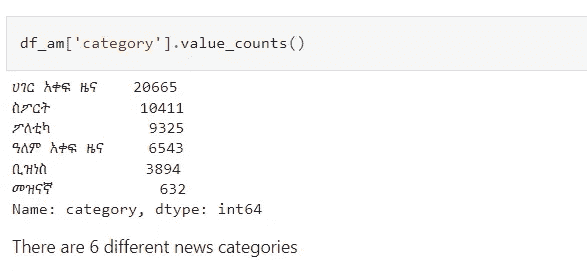 df_am['category'].value_counts()
ሀገር አቀፍ ዜና 20665
ስፖርት 10411
ፖለቲካ 9325
ዓለም አቀፍ ዜና 6543
ቢዝነስ 3894
መዝናኛ 632
Name: category, dtype: int64
There are 6 different news categories